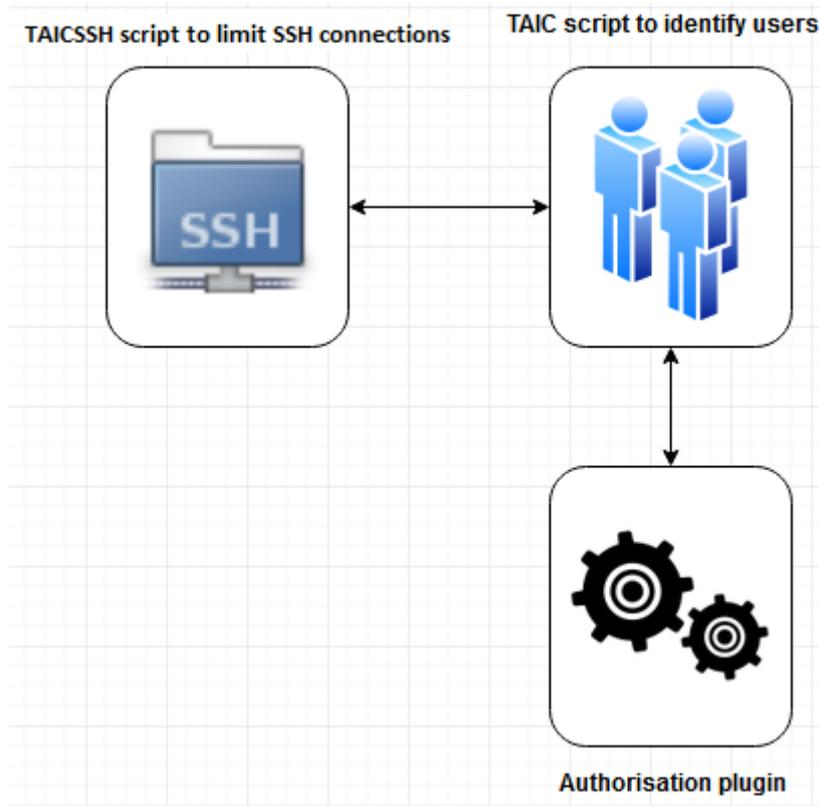 TAICSSH script to limit SSH connections
TAIC script to identify users
SSH
Authorisation plugin